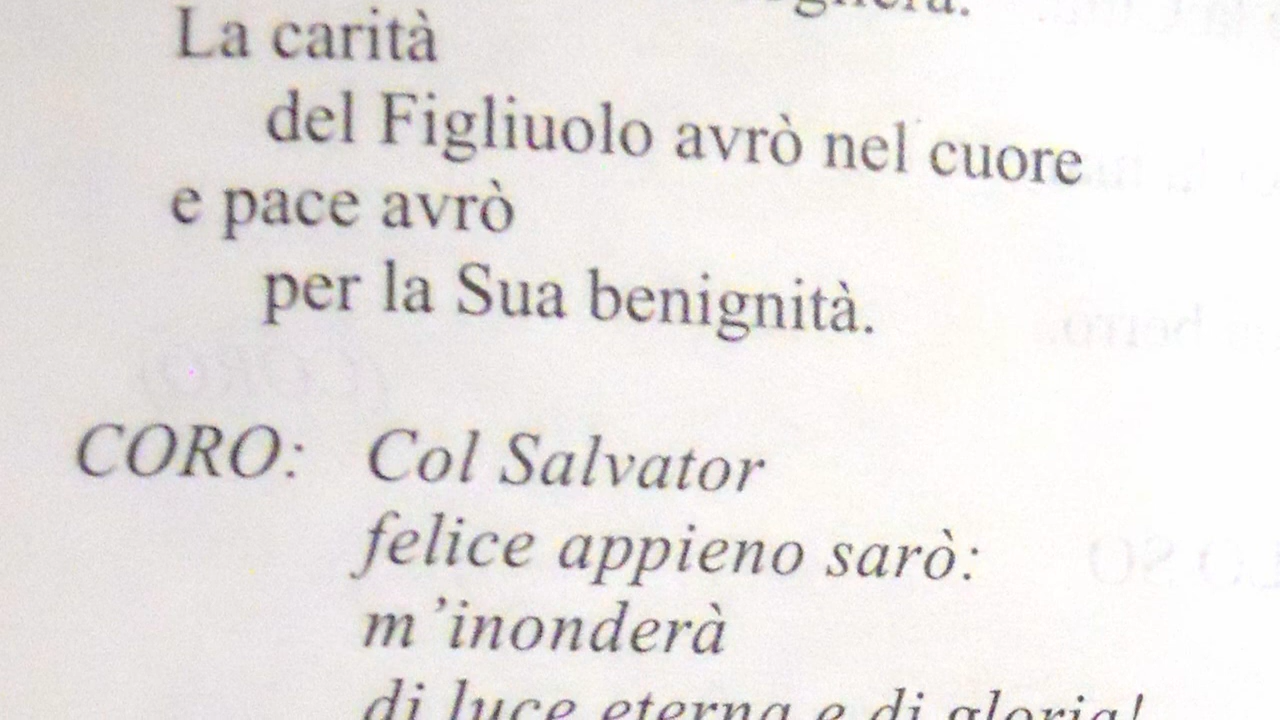 La carità
del Figliuolo avrò nel cuore
e pace avrò
per la Sua benignità.
CORO: Col Salvator
felice appieno sarò:
m'inonderà
di luce eterna e di gloria!